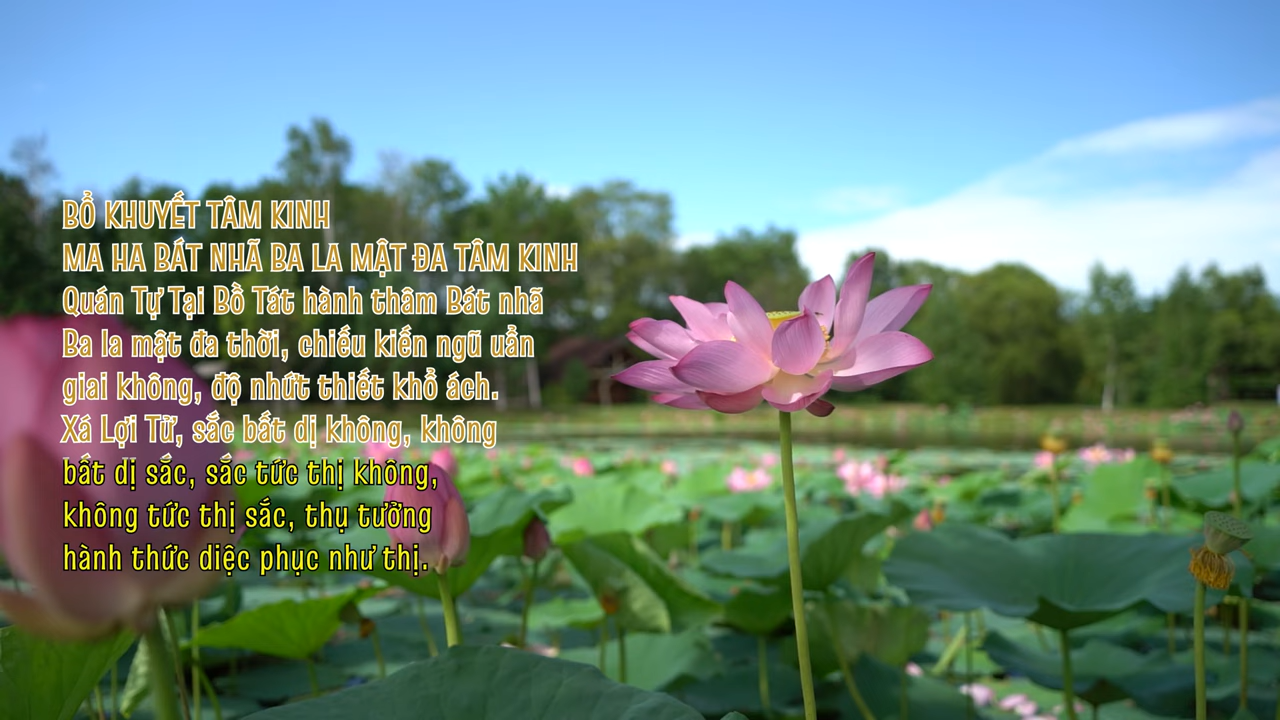 BỔ KHUYẾT TÂM KINH
MA HA BÁT NHÃ BA LA MẬT ĐA TÂM KINH
Quán Tự Tại Bồ Tát hành thâm Bát nhã
Ba la mật đa thời, chiếu kiến ngũ uẩn
giai không, độ nhứt thiết khổ ách.
Xá Lợi Tử, sắc bất dị không, không
bất dị sắc, sắc tức thị không,
không tức thị sắc, thụ tưởng
hành thức diệc phục như thị.